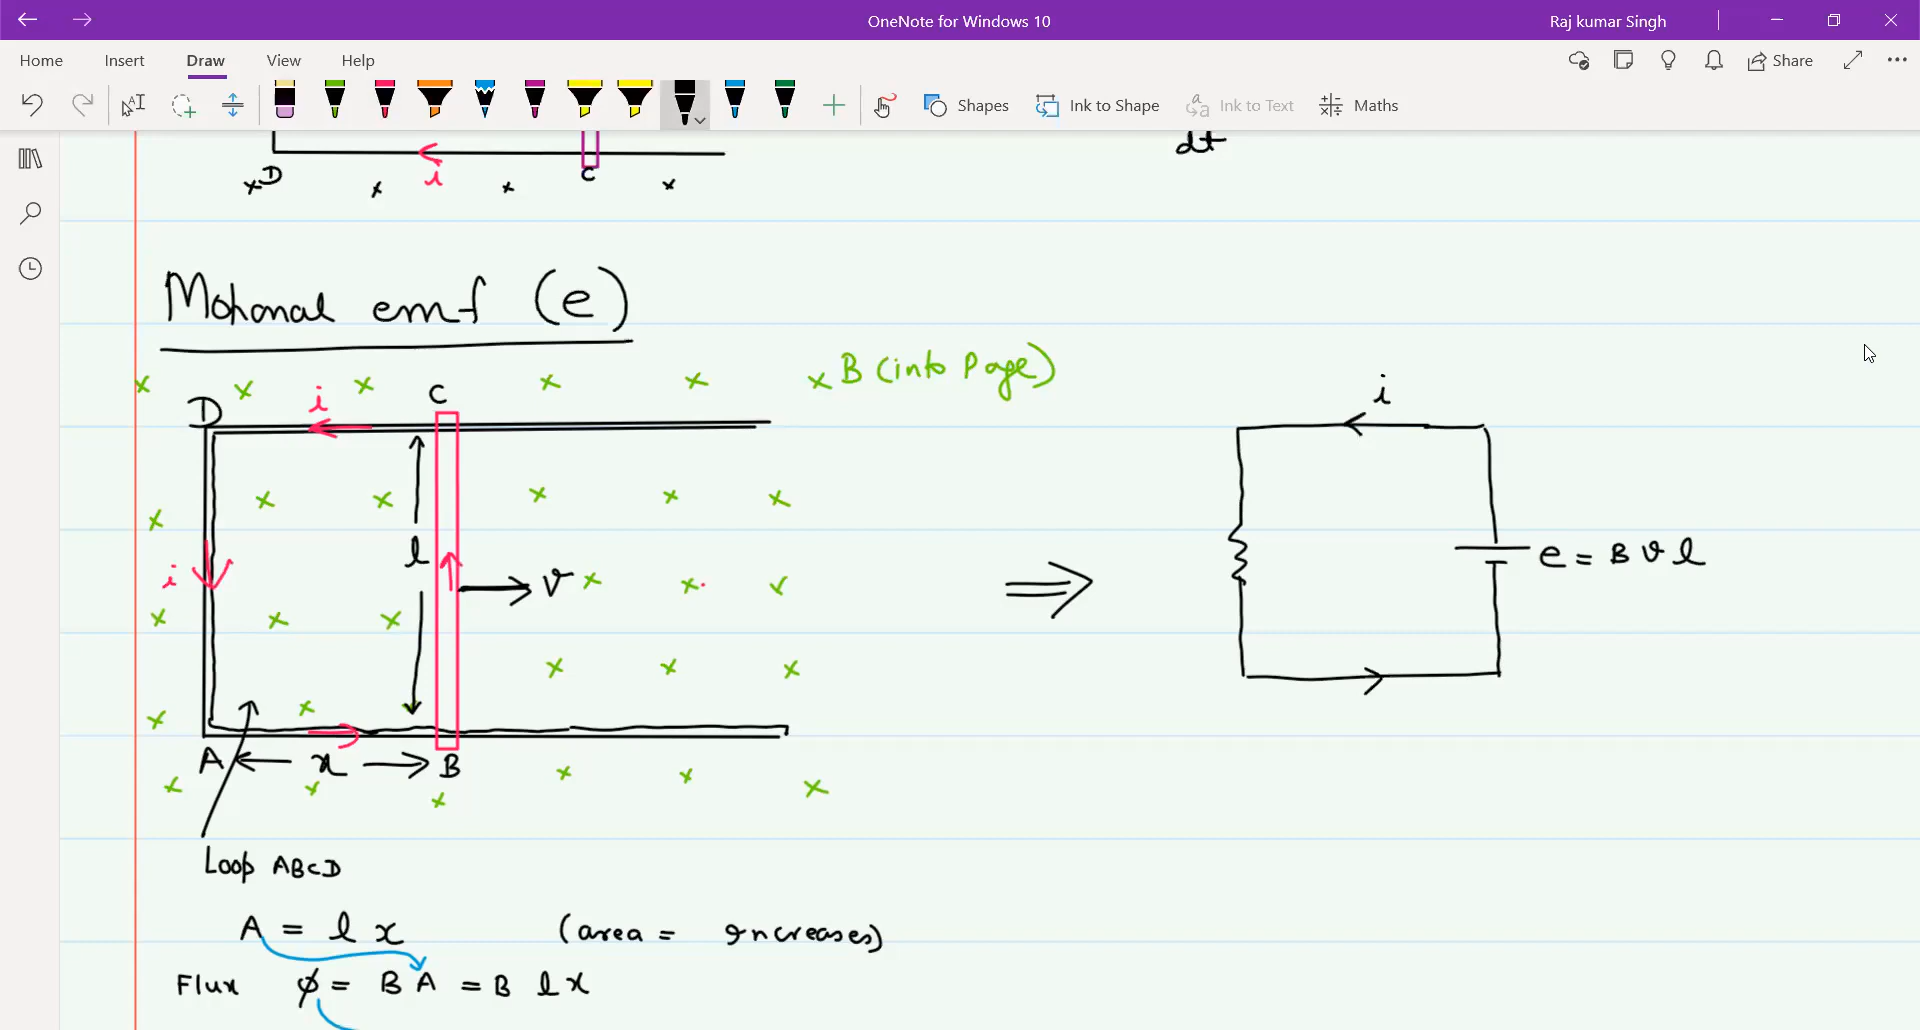 OneNote for Windows 10
Raj kumar Singh
Home Insert Draw View Help
Share
Shapes Ink to Shape Ink to Text Maths
dt
D i C
Motional emf (e)
B (into Page)
D i C
i
l
i v
e = B v l
A x B
Loop ABCD
A = l x (area = Increases)
Flux ϕ = B A = B l x